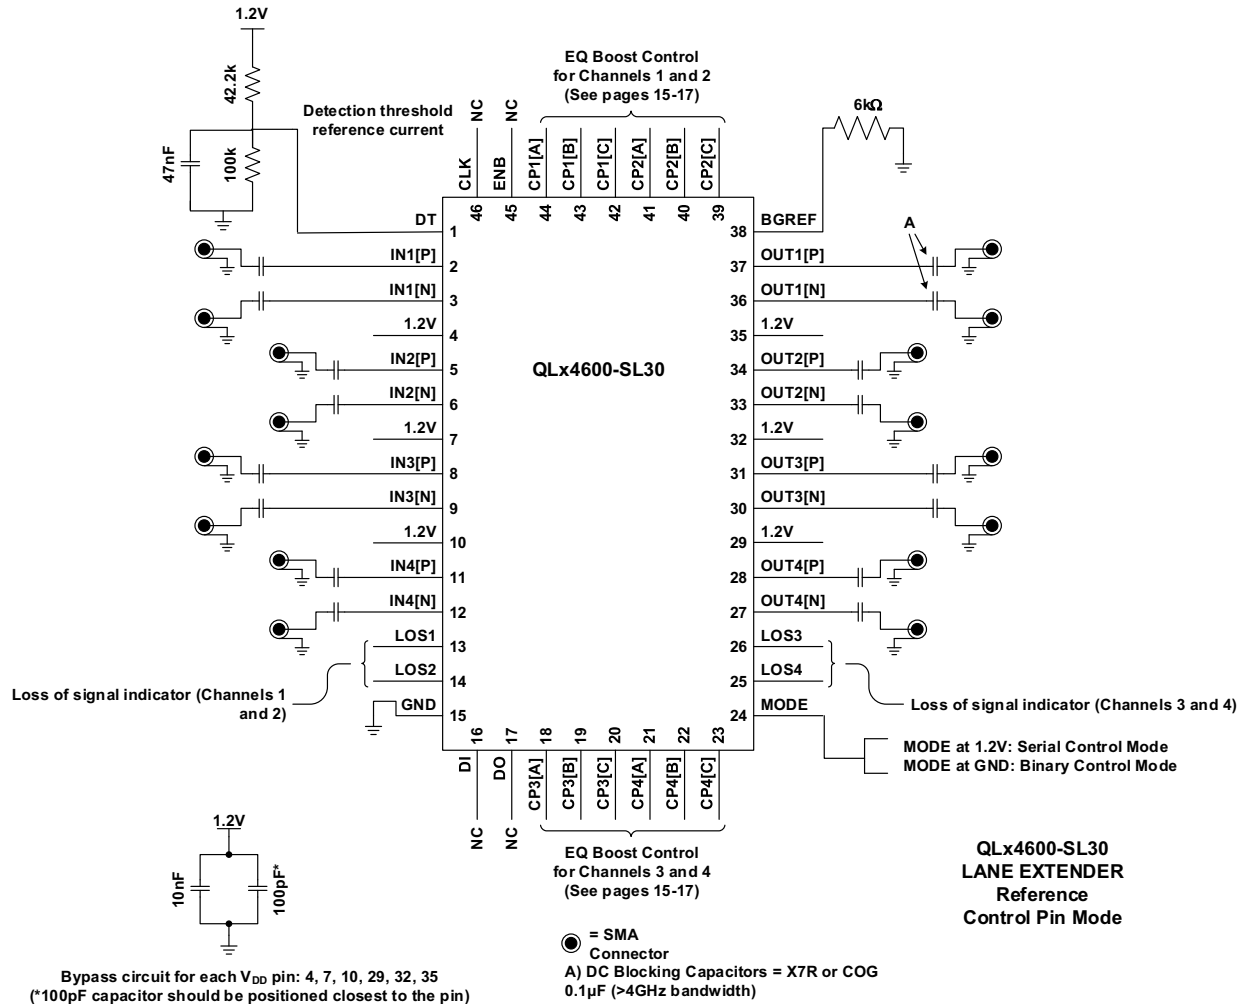 1.2V
42.2k
47nF
100k
Detection threshold
reference current
EQ Boost Control
for Channels 1 and 2
(See pages 15-17)
NC
NC
CLK
ENB
CP1[A]
CP1[B]
CP1[C]
CP2[A]
CP2[B]
CP2[C]
46
45
44
43
42
41
40
39
6kΩ
DT
1
IN1[P]
2
IN1[N]
3
1.2V
4
IN2[P]
5
IN2[N]
6
1.2V
7
IN3[P]
8
IN3[N]
9
1.2V
10
IN4[P]
11
IN4[N]
12
LOS1
13
LOS2
14
GND
15
QLx4600-SL30
38
BGREF
A
37
OUT1[P]
36
OUT1[N]
35
1.2V
34
OUT2[P]
33
OUT2[N]
32
1.2V
31
OUT3[P]
30
OUT3[N]
29
1.2V
28
OUT4[P]
27
OUT4[N]
26
LOS3
25
LOS4
24
MODE
Loss of signal indicator (Channels 1
and 2)
Loss of signal indicator (Channels 3 and 4)
MODE at 1.2V: Serial Control Mode
MODE at GND: Binary Control Mode
16
17
18
19
20
21
22
23
DI
DO
CP3[A]
CP3[B]
CP3[C]
CP4[A]
CP4[B]
CP4[C]
NC
NC
EQ Boost Control
for Channels 3 and 4
(See pages 15-17)
1.2V
10nF
100pF*
Bypass circuit for each VDD pin: 4, 7, 10, 29, 32, 35
(*100pF capacitor should be positioned closest to the pin)
= SMA
Connector
A) DC Blocking Capacitors = X7R or COG
0.1µF (>4GHz bandwidth)
QLx4600-SL30
LANE EXTENDER
Reference
Control Pin Mode